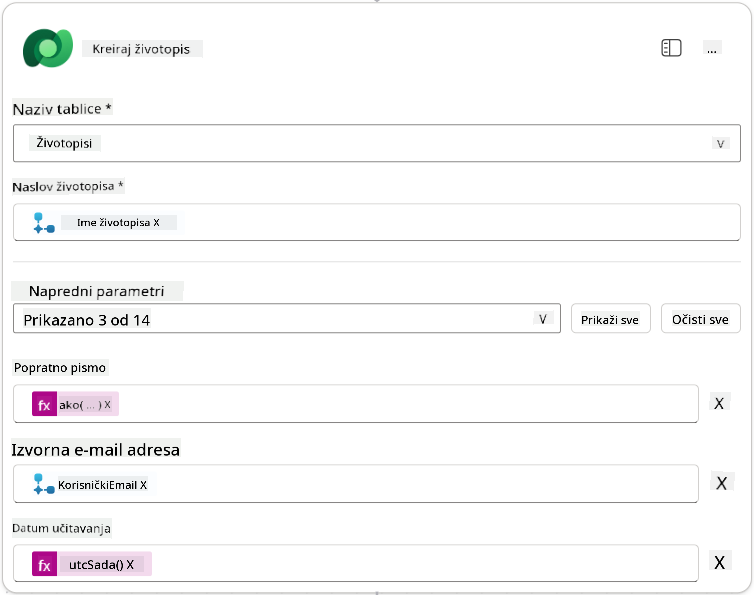 Kreiraj životopis
...
Naziv tablice *
Životopisi
V
Naslov životopisa *
Ime životopisa X
Napredni parametri
Prikazano 3 od 14
V
Prikaži sve
Očisti sve
Popratno pismo
fx ako( ... ) X
X
Izvorna e-mail adresa
KorisničkiEmail X
X
Datum učitavanja
fx utcSada() X
X